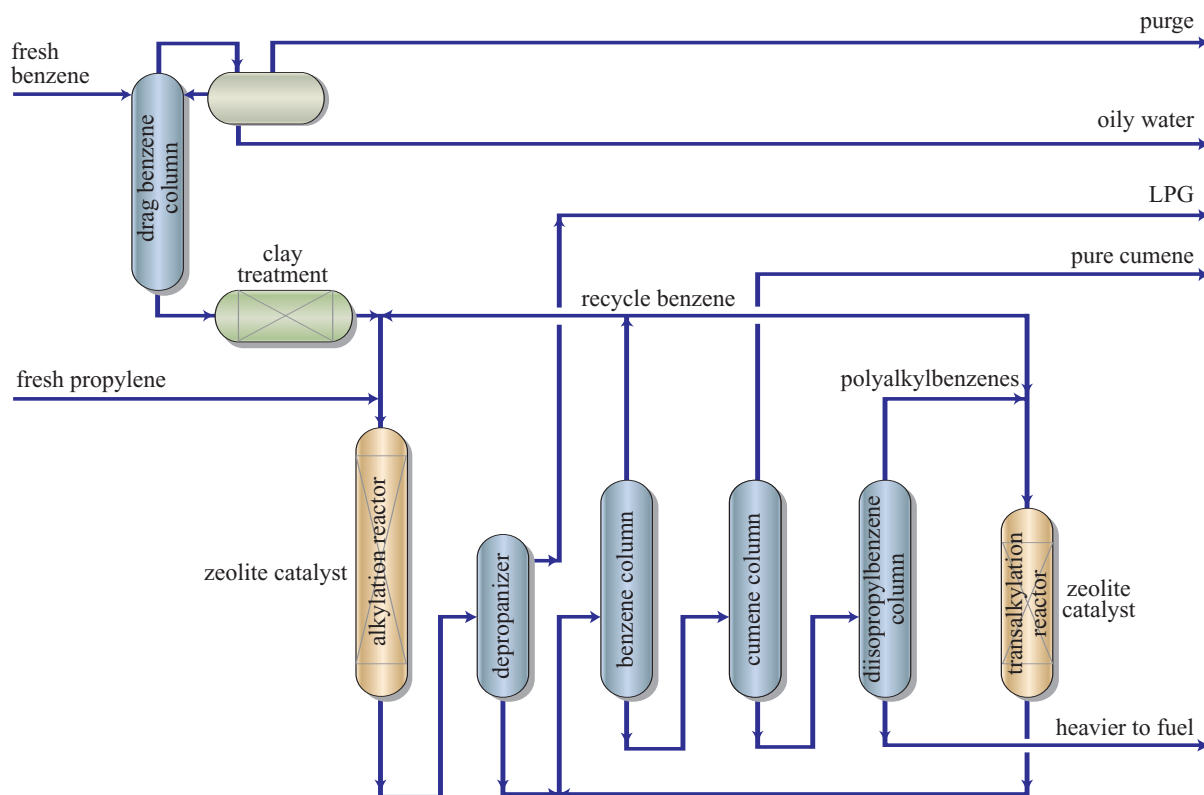 purge
fresh
benzene
oily water
drag benzene
column
LPG
clay
treatment
pure cumene
recycle benzene
fresh propylene
polyalkylbenzenes
zeolite catalyst
alkylation reactor
depropanizer
benzene column
cumene column
diisopropylbenzene
column
transalkylation
reactor
zeolite
catalyst
heavier to fuel